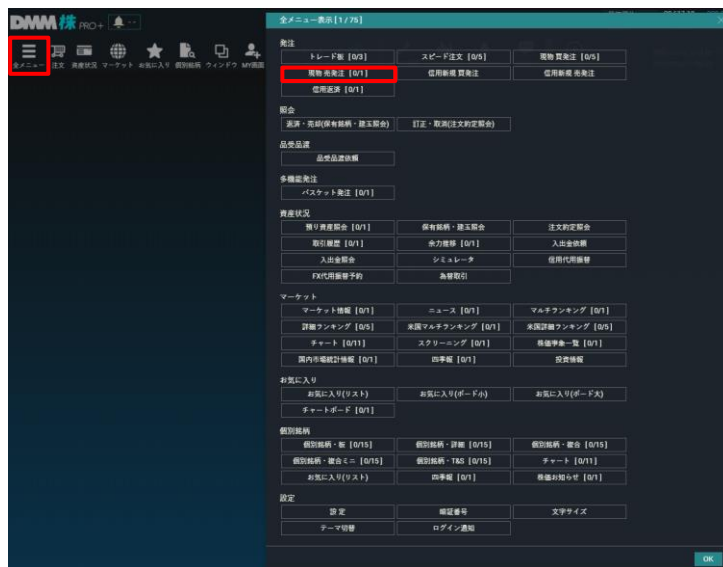 DMM 株 PRO+
全メニュー 注文 資産状況 マーケット お気に入り 個別銘柄 ウィンドウ MY画面
全メニュー表示 [1 / 75]
発注
トレード板 [0/3] スピード注文 [0/5] 現物 買発注 [0/5]
現物 売発注 [0/1] 信用新規 買発注 信用新規 売発注
信用返済 [0/1]
照会
返済・売却(保有銘柄・建玉照会) 訂正・取消(注文約定照会)
品受品渡
品受品渡依頼
多機能発注
バスケット発注 [0/1]
資産状況
預り資産照会 [0/1] 保有銘柄・建玉照会 注文約定照会
取引履歴 [0/1] 余力推移 [0/1] 入出金依頼
入出金照会 シミュレータ 信用代用振替
FX代用振替予約 為替取引
マーケット
マーケット情報 [0/1] ニュース [0/1] マルチランキング [0/1]
詳細ランキング [0/5] 米国マルチランキング [0/1] 米国詳細ランキング [0/5]
チャート [0/11] スクリーニング [0/1] 株価準拠一覧 [0/1]
国内市場統計情報 [0/1] 四季報 [0/1] 投資情報
お気に入り
お気に入り(リスト) お気に入り(ボード小) お気に入り(ボード大)
チャートボード [0/1]
個別銘柄
個別銘柄・板 [0/15] 個別銘柄・詳細 [0/15] 個別銘柄・複合 [0/15]
個別銘柄・複合ミニ [0/15] 個別銘柄・T&S [0/15] チャート [0/11]
お気に入り(リスト) 四季報 [0/1] 株価お知らせ [0/1]
設定
設定 暗証番号 文字サイズ
テーマ切替 ログイン通知
OK